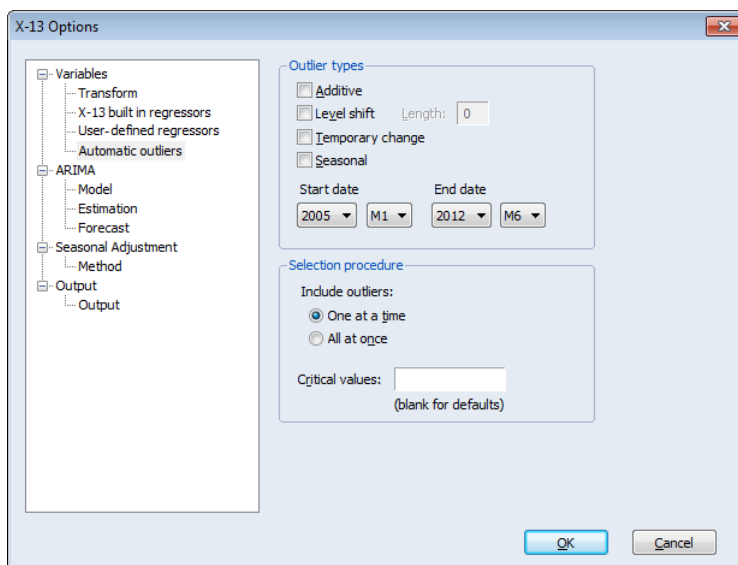 X-13 Options
Variables
Transform
X-13 built in regressors
User-defined regressors
Automatic outliers
ARIMA
Model
Estimation
Forecast
Seasonal Adjustment
Method
Output
Output
Outlier types
Additive
Level shift Length: 0
Temporary change
Seasonal
Start date End date
2005 M1 2012 M6
Selection procedure
Include outliers:
One at a time
All at once
Critical values:
(blank for defaults)
OK Cancel